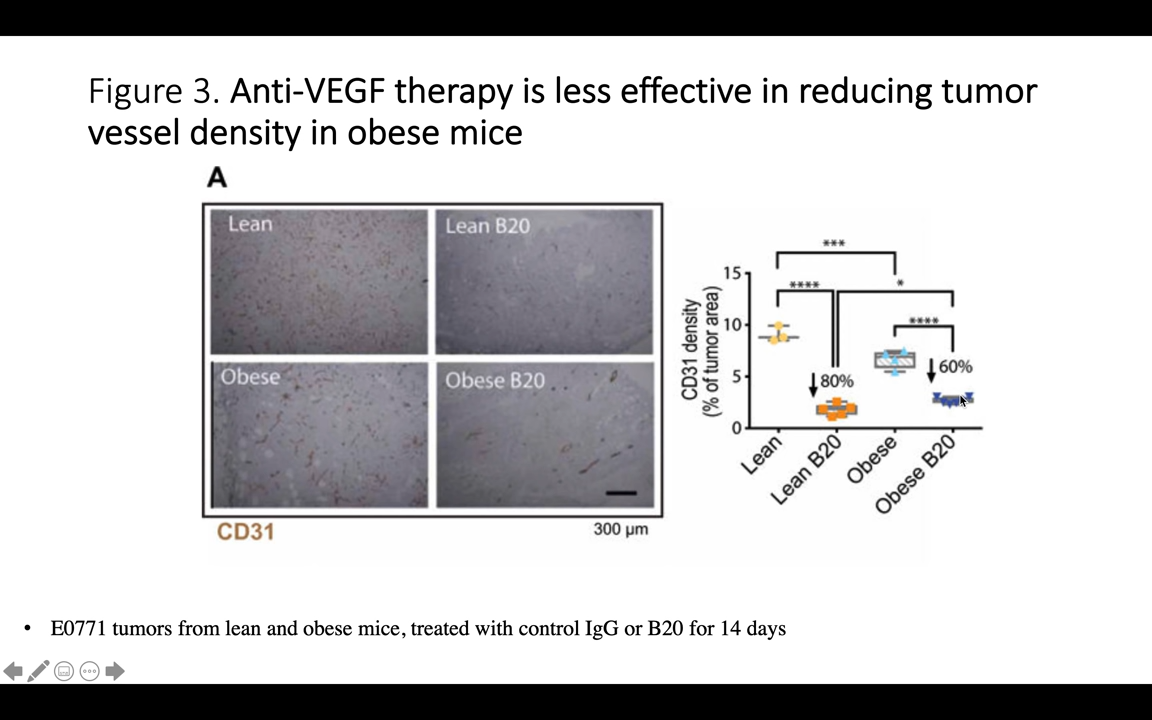 Figure 3. Anti-VEGF therapy is less effective in reducing tumor
vessel density in obese mice
A
Lean
Lean B20
Obese
Obese B20
CD31
300 µm
CD31 density
(% of tumor area)
15
10
5
0
***
****
*
****
80%
60%
Lean
Lean B20
Obese
Obese B20
• E0771 tumors from lean and obese mice, treated with control IgG or B20 for 14 days